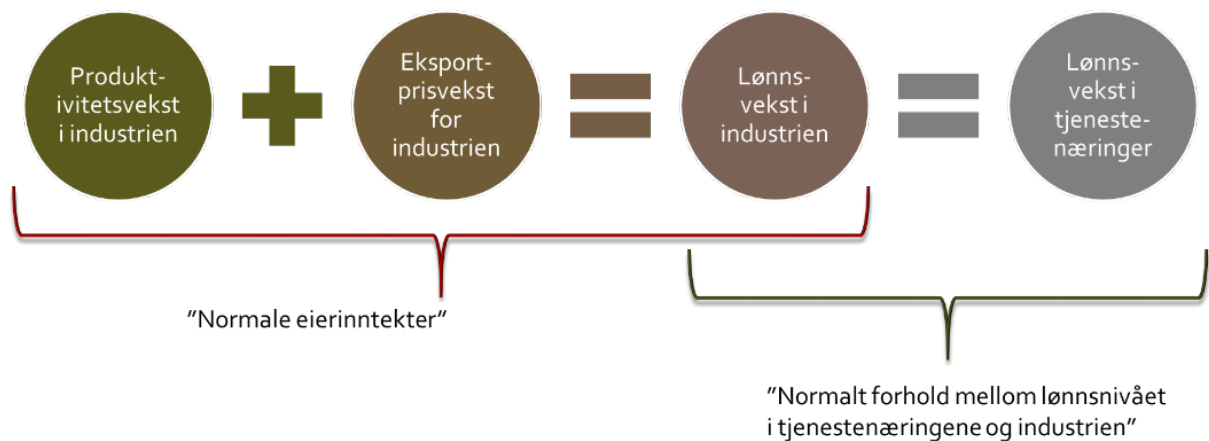 Produkt-
ivitetsvekst
i industrien
+
Eksport-
prisvekst
for
industrien
=
Lønns-
vekst i
industrien
=
Lønns-
vekst i
tjeneste-
næringer
”Normale eierinntekter”
”Normalt forhold mellom lønnsnivået
i tjenestenæringene og industrien”